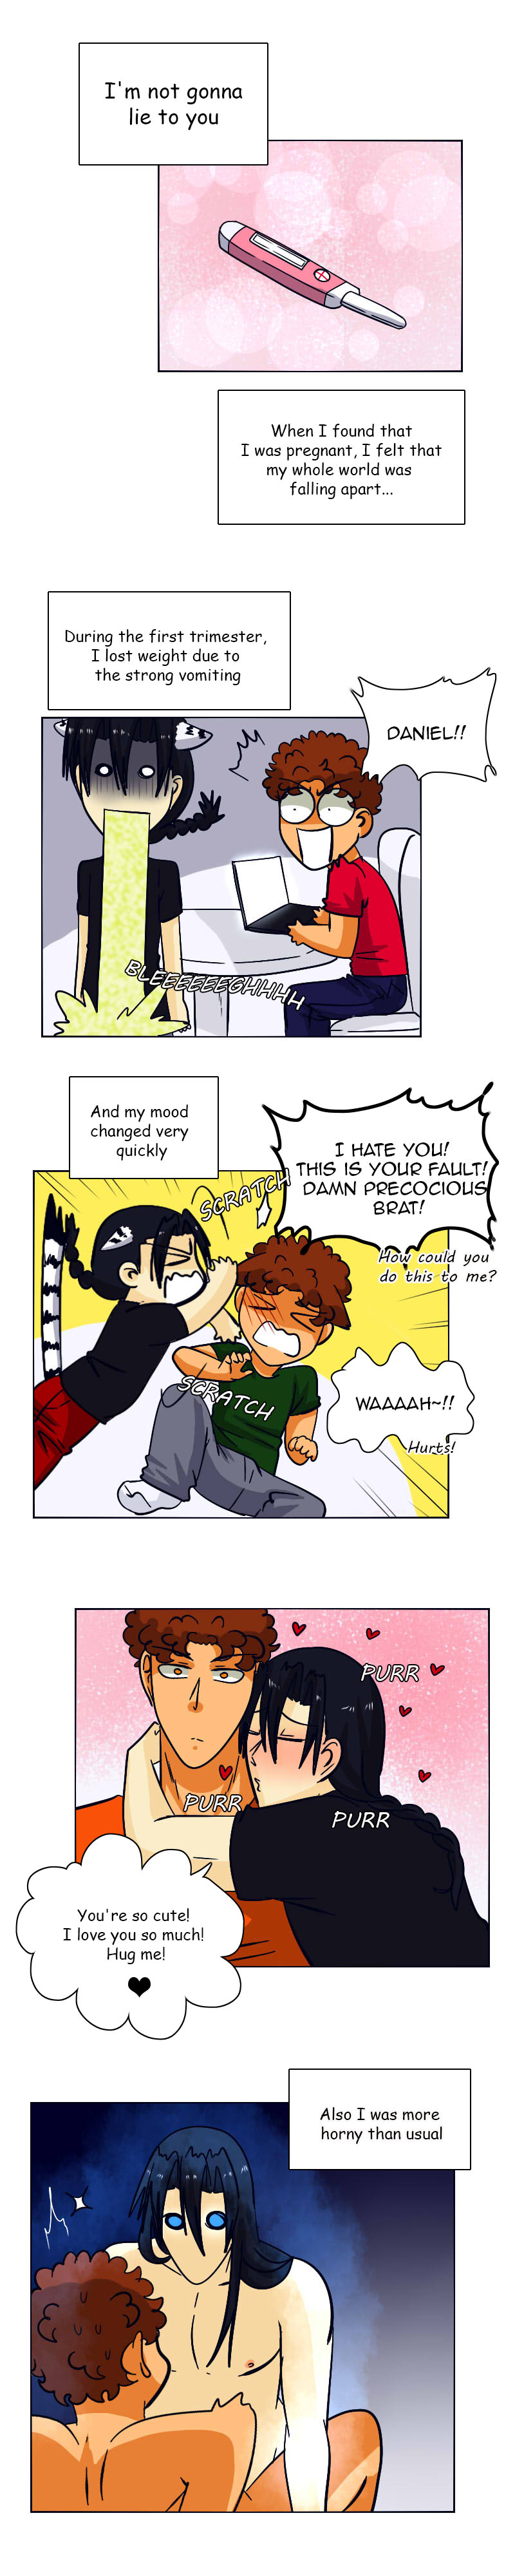 I'm not gonna
lie to you
When I found that
I was pregnant, I felt that
my whole world was
falling apart...
During the first trimester,
I lost weight due to
the strong vomiting
DANIEL!!
BLEEEEEEGHHHH
And my mood
changed very
quickly
I HATE YOU!
THIS IS YOUR FAULT!
DAMN PRECOCIOUS
BRAT!
SCRATCH
How could you
do this to me?
SCRATCH
WAAAAH~!!
Hurts!
PURR
PURR
PURR
You're so cute!
I love you so much!
Hug me!
Also I was more
horny than usual